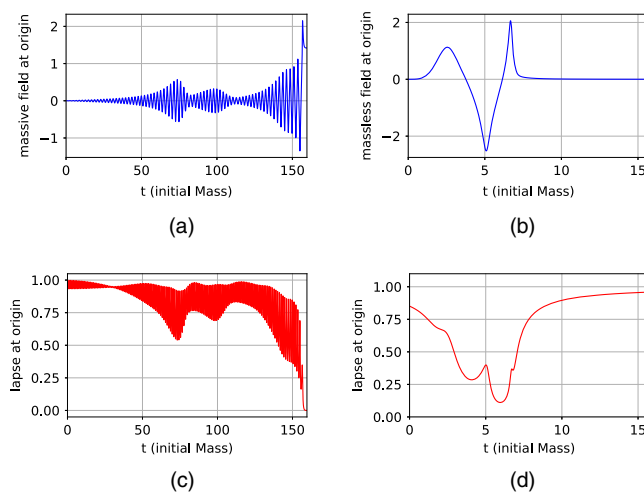 massive field at origin
2
1
0
−1
0
50
100
150
t (initial Mass)
(a)
massless field at origin
2
0
−2
0
5
10
15
t (initial Mass)
(b)
lapse at origin
1.00
0.75
0.50
0.25
0.00
0
50
100
150
t (initial Mass)
(c)
lapse at origin
1.00
0.75
0.50
0.25
0.00
0
5
10
15
t (initial Mass)
(d)